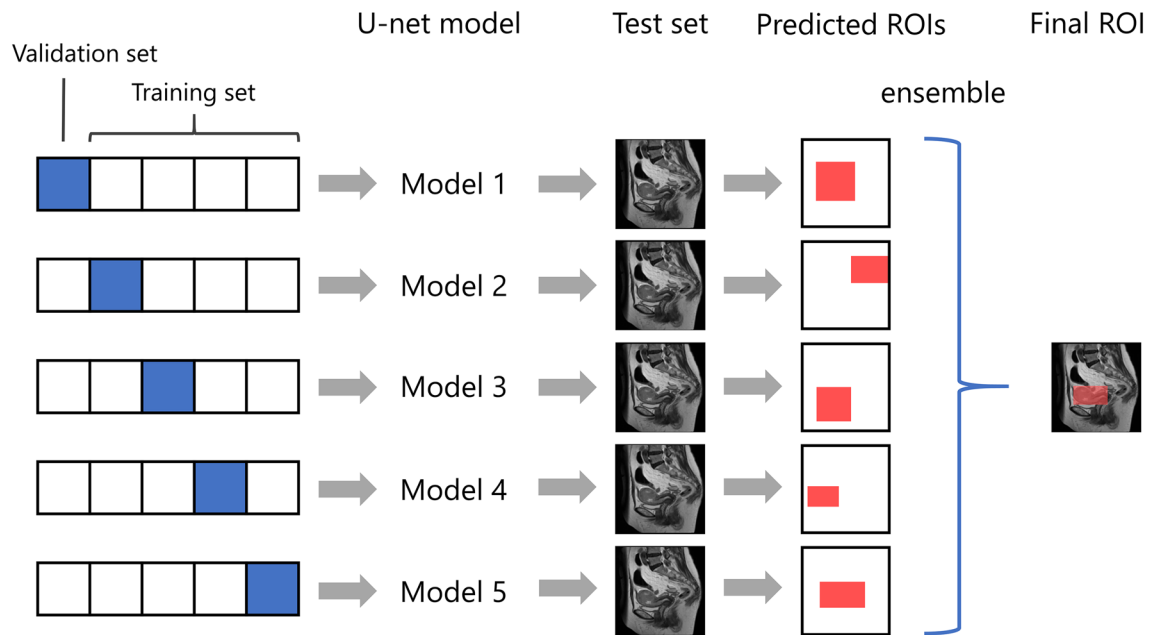 U-net model
Test set
Predicted ROIs
Final ROI
Validation set
Training set
ensemble
Model 1
Model 2
Model 3
Model 4
Model 5